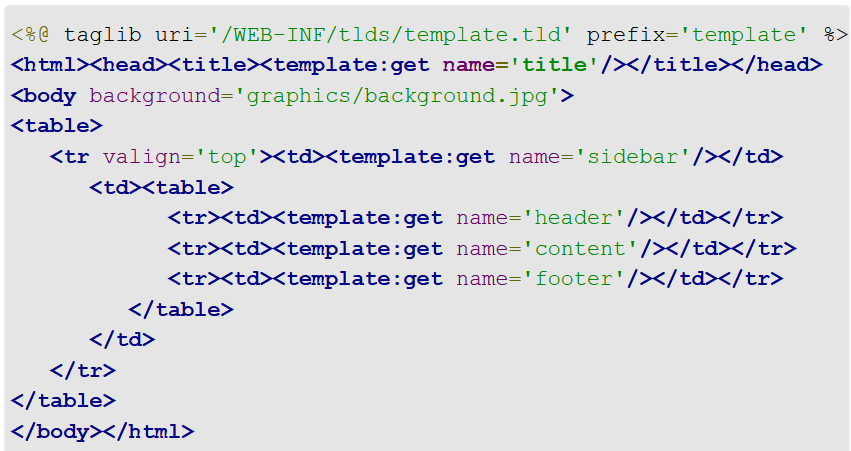 <%@ taglib uri='/WEB-INF/tlds/template.tld' prefix='template' %>
<html><head><title><template:get name='title'/></title></head>
<body background='graphics/background.jpg'>
<table>
   <tr valign='top'><td><template:get name='sidebar'/></td>
      <td><table>
            <tr><td><template:get name='header'/></td></tr>
            <tr><td><template:get name='content'/></td></tr>
            <tr><td><template:get name='footer'/></td></tr>
         </table>
      </td>
   </tr>
</table>
</body></html>